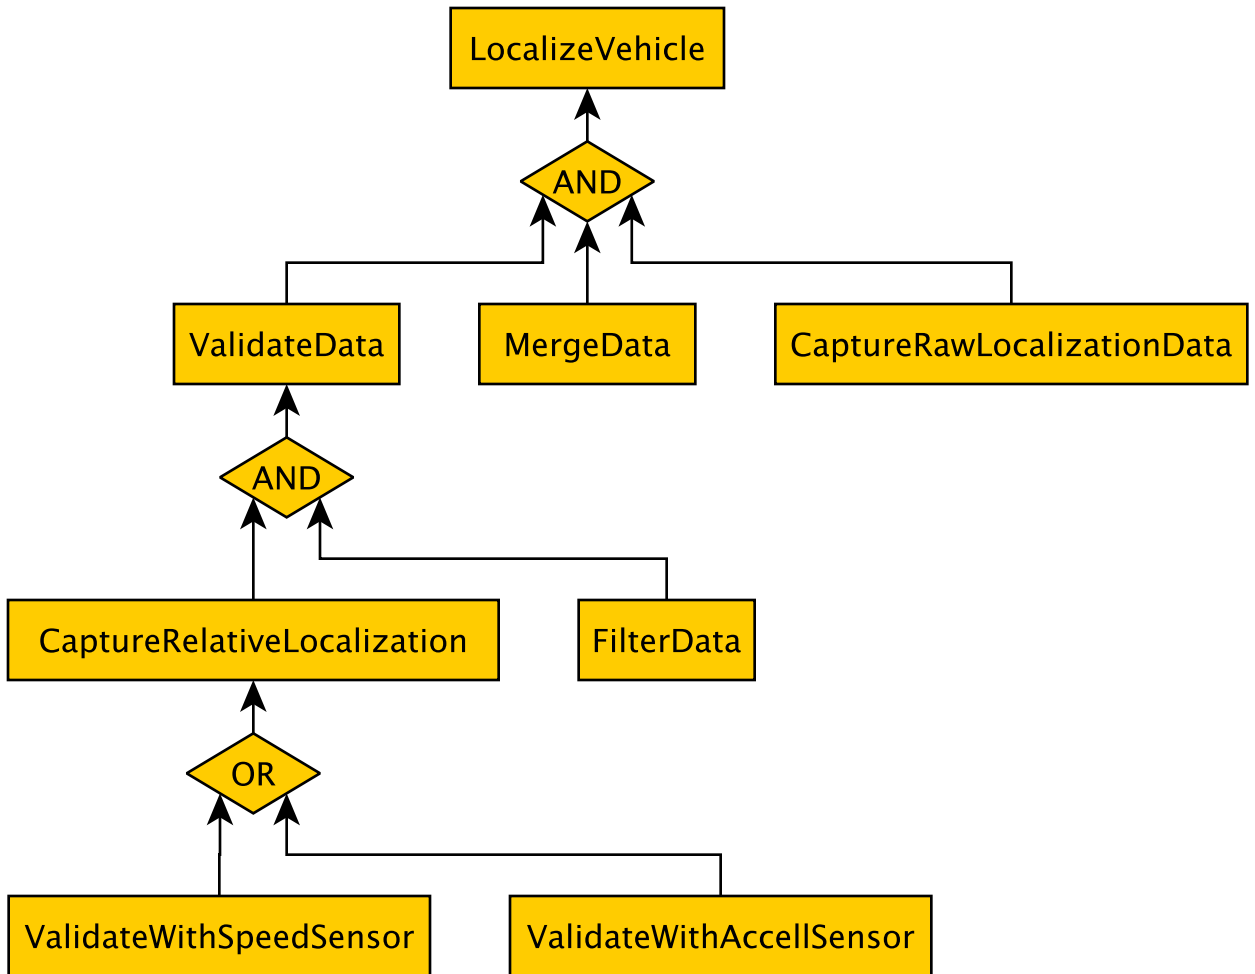 LocalizeVehicle
AND
ValidateData
MergeData
CaptureRawLocalizationData
AND
CaptureRelativeLocalization
FilterData
OR
ValidateWithSpeedSensor
ValidateWithAccellSensor